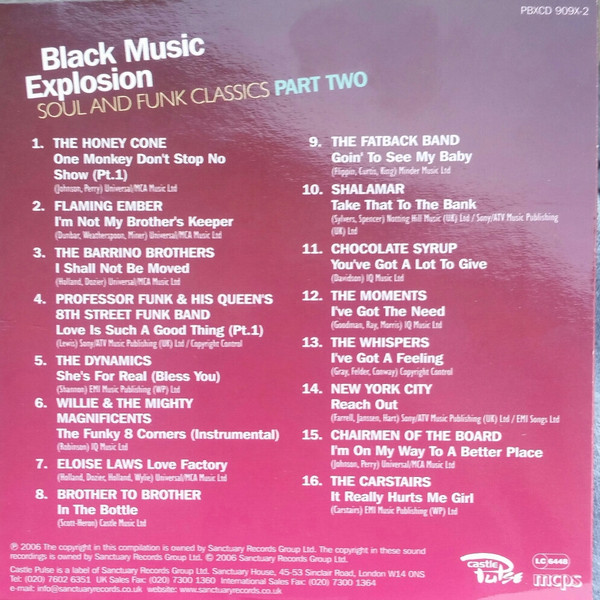 PBXCD 909X-2
Black Music
Explosion
SOUL AND FUNK CLASSICS PART TWO
1. THE HONEY CONE
One Monkey Don't Stop No
Show (Pt.1)
(Johnson, Perry) Universal/MCA Music Ltd
2. FLAMING EMBER
I'm Not My Brother's Keeper
(Dunbar, Weatherspoon, Miner) Universal/MCA Music Ltd
3. THE BARRINO BROTHERS
I Shall Not Be Moved
(Holland, Dozier) Universal/MCA Music Ltd
4. PROFESSOR FUNK & HIS QUEEN'S
8TH STREET FUNK BAND
Love Is Such A Good Thing (Pt.1)
(Lewis) Sony/ATV Music Publishing (UK) Ltd / Copyright Control
5. THE DYNAMICS
She's For Real (Bless You)
(Shannon) EMI Music Publishing (WP) Ltd
6. WILLIE & THE MIGHTY
MAGNIFICENTS
The Funky 8 Corners (Instrumental)
(Robinson) IQ Music Ltd
7. ELOISE LAWS Love Factory
(Holland, Dozier, Holland, Wylie) Universal/MCA Music Ltd
8. BROTHER TO BROTHER
In The Bottle
(Scott-Heron) Castle Music Ltd
9. THE FATBACK BAND
Goin' To See My Baby
(Flippin, Curtis, King) Minder Music Ltd
10. SHALAMAR
Take That To The Bank
(Sylvers, Spencer) Notting Hill Music (UK) Ltd / Sony/ATV Music Publishing
(UK) Ltd
11. CHOCOLATE SYRUP
You've Got A Lot To Give
(Davidson) IQ Music Ltd
12. THE MOMENTS
I've Got The Need
(Goodman, Ray, Morris) IQ Music Ltd
13. THE WHISPERS
I've Got A Feeling
(Gray, Felder, Conway) Copyright Control
14. NEW YORK CITY
Reach Out
(Farrell, Janssen, Hart) Sony/ATV Music Publishing (UK) Ltd / EMI Songs Ltd
15. CHAIRMEN OF THE BOARD
I'm On My Way To A Better Place
(Johnson, Perry) Universal/MCA Music Ltd
16. THE CARSTAIRS
It Really Hurts Me Girl
(Carstairs) EMI Music Publishing (WP) Ltd
℗ 2006 The copyright in this compilation is owned by Sanctuary Records Group Ltd. The copyright in these sound
recordings is owned by Sanctuary Records Group Ltd. © 2006 Sanctuary Records Group Ltd.
Castle Pulse is a label of Sanctuary Records Group Ltd. Sanctuary House, 45-53 Sinclair Road, London W14 0NS
Tel: (020) 7602 6351 UK Sales Fax: (020) 7300 1360 International Sales Fax: (020) 7300 1364
e-mail: info@sanctuaryrecords.co.uk website: www.sanctuaryrecords.co.uk
castle
Pulse
LC 6448
mcps